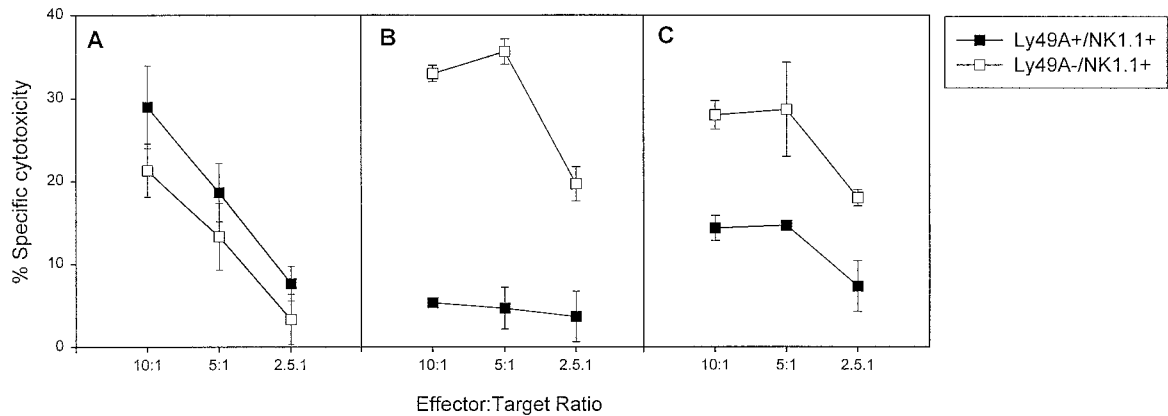 A
B
C
Ly49A+/NK1.1+
Ly49A-/NK1.1+
% Specific cytotoxicity
40
30
20
10
0
10:1
5:1
2.5.1
10:1
5:1
2.5.1
10:1
5:1
2.5.1
Effector:Target Ratio